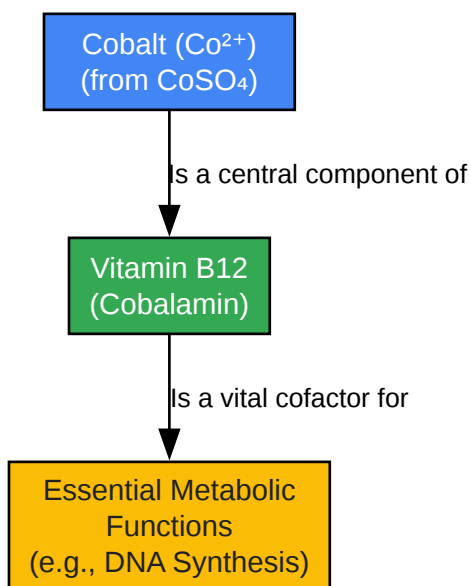 Cobalt (Co²⁺)
(from CoSO₄)
Is a central component of
Vitamin B12
(Cobalamin)
Is a vital cofactor for
Essential Metabolic
Functions
(e.g., DNA Synthesis)